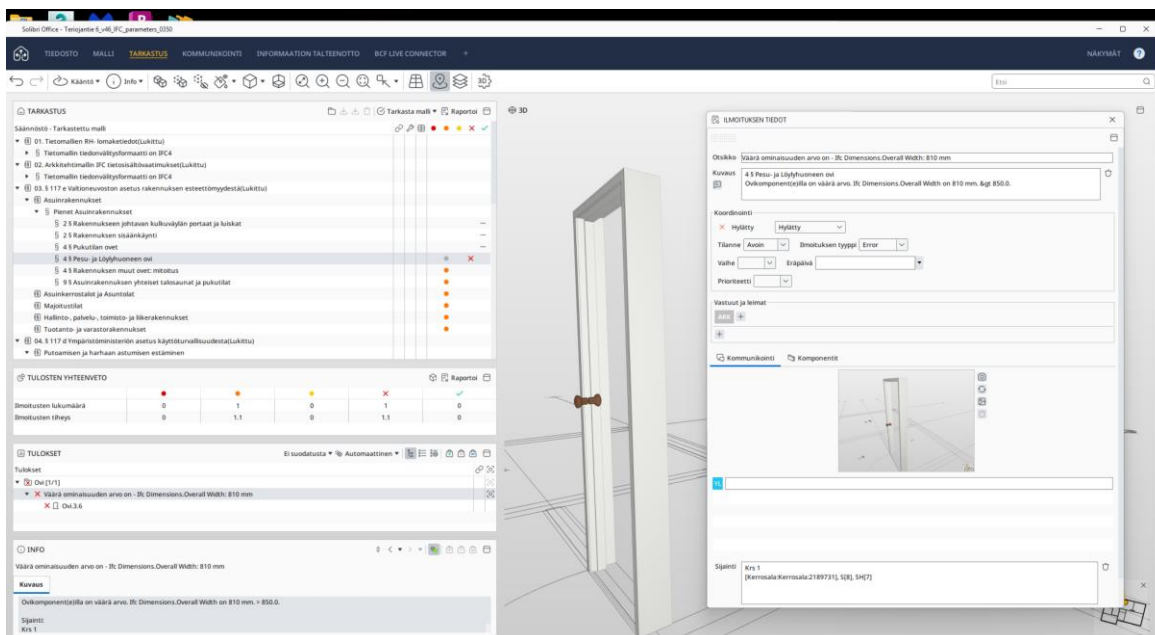 Solibri Office - Teriojantie 6_v46_IFC_parameters_0350
TIEDOSTO MALLI TARKASTUS KOMMUNIKOINTI INFORMAATION TALTEENOTTO BCF LIVE CONNECTOR + NÄKYMÄT ?
Kääntö Info 3D Etsi
TARKASTUS Tarkasta malli Raportoi
Säännöstö - Tarkastettu malli
01. Tietomallien RH- lomaketiedot(Lukittu)
§ Tietomallin tiedonvälitysformaatti on IFC4
02. Arkkitehtimallin IFC tietosisältövaatimukset(Lukittu)
§ Tietomallin tiedonvälitysformaatti on IFC4
03. § 117 e Valtioneuvoston asetus rakennuksen esteettömyydestä(Lukittu)
Asuinrakennukset
§ Pienet Asuinrakennukset
§ 2 § Rakennukseen johtavan kulkuväylän portaat ja luiskat
§ 2 § Rakennuksen sisäänkäynti
§ 4 § Pukutilan ovet
§ 4 § Pesu- ja Löylyhuoneen ovi
§ 4 § Rakennuksen muut ovet: mitoitus
§ 9 § Asuinrakennuksen yhteiset talosaunat ja pukutilat
Asuinkerrostalot ja Asuntolat
Majoitustilat
Hallinto-, palvelu-, toimisto- ja liikerakennukset
Tuotanto- ja varastorakennukset
04. § 117 d Ympäristöministeriön asetus käyttöturvallisuudesta(Lukittu)
Putoamisen ja harhaan astumisen estäminen
TULOSTEN YHTEENVETO Raportoi
Ilmoitusten lukumäärä 0 1 0 1 0
Ilmoitusten tiheys 0 1.1 0 1.1 0
TULOKSET Ei suodatusta Automaattinen
Tulokset
Ovi [1/1]
Väärä ominaisuuden arvo on - Ifc Dimensions.Overall Width: 810 mm
Ovi.3.6
INFO
Väärä ominaisuuden arvo on - Ifc Dimensions.Overall Width: 810 mm
Kuvaus
Ovikomponent(e)illa on väärä arvo. Ifc Dimensions.Overall Width on 810 mm. > 850.0.
Sijainti:
Krs 1
3D
ILMOITUKSEN TIEDOT
Otsikko Väärä ominaisuuden arvo on - Ifc Dimensions.Overall Width: 810 mm
Kuvaus 4 § Pesu- ja Löylyhuoneen ovi
Ovikomponent(e)illa on väärä arvo. Ifc Dimensions.Overall Width on 810 mm. &gt 850.0.
Koordinointi
Hylätty Hylätty
Tilanne Avoin Ilmoituksen tyyppi Error
Vaihe Eräpäivä
Prioriteetti
Vastuut ja leimat
ARK +
+
Kommunikointi Komponentit
YL
Sijainti Krs 1
[Kerrosala:Kerrosala:2189731], S[8], SH[7]